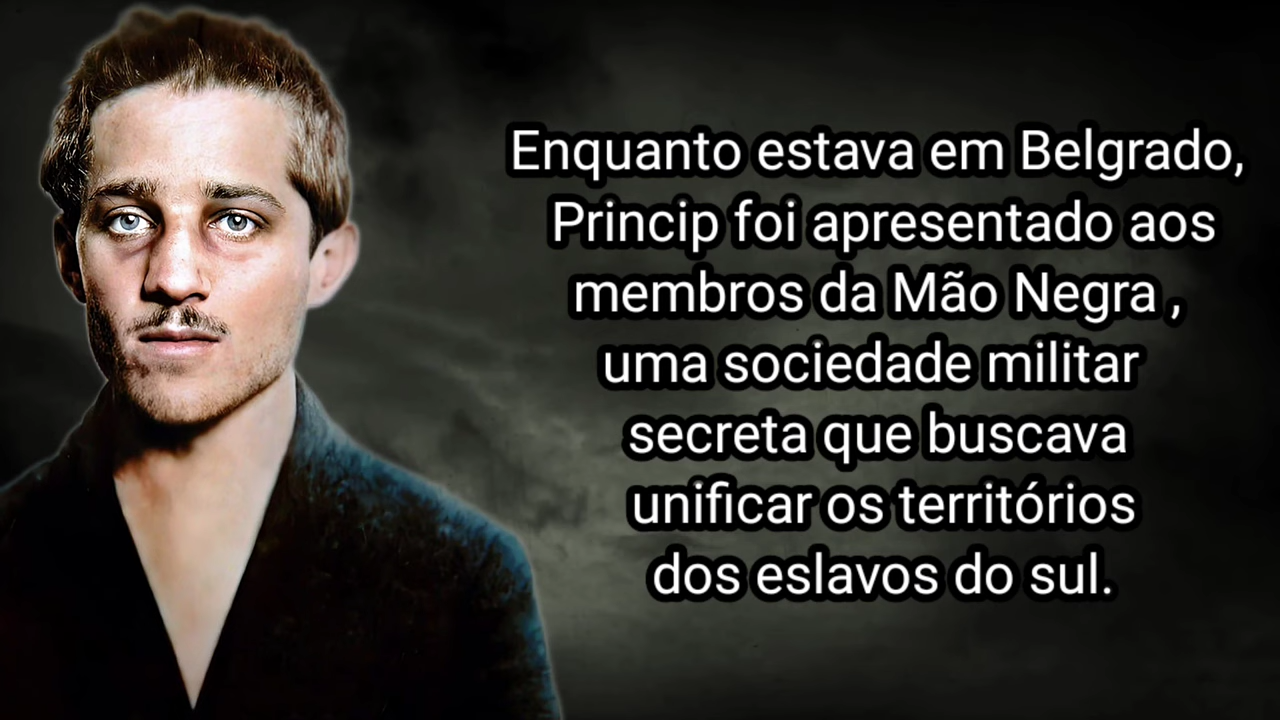 Enquanto estava em Belgrado,
Princip foi apresentado aos
membros da Mão Negra ,
uma sociedade militar
secreta que buscava
unificar os territórios
dos eslavos do sul.